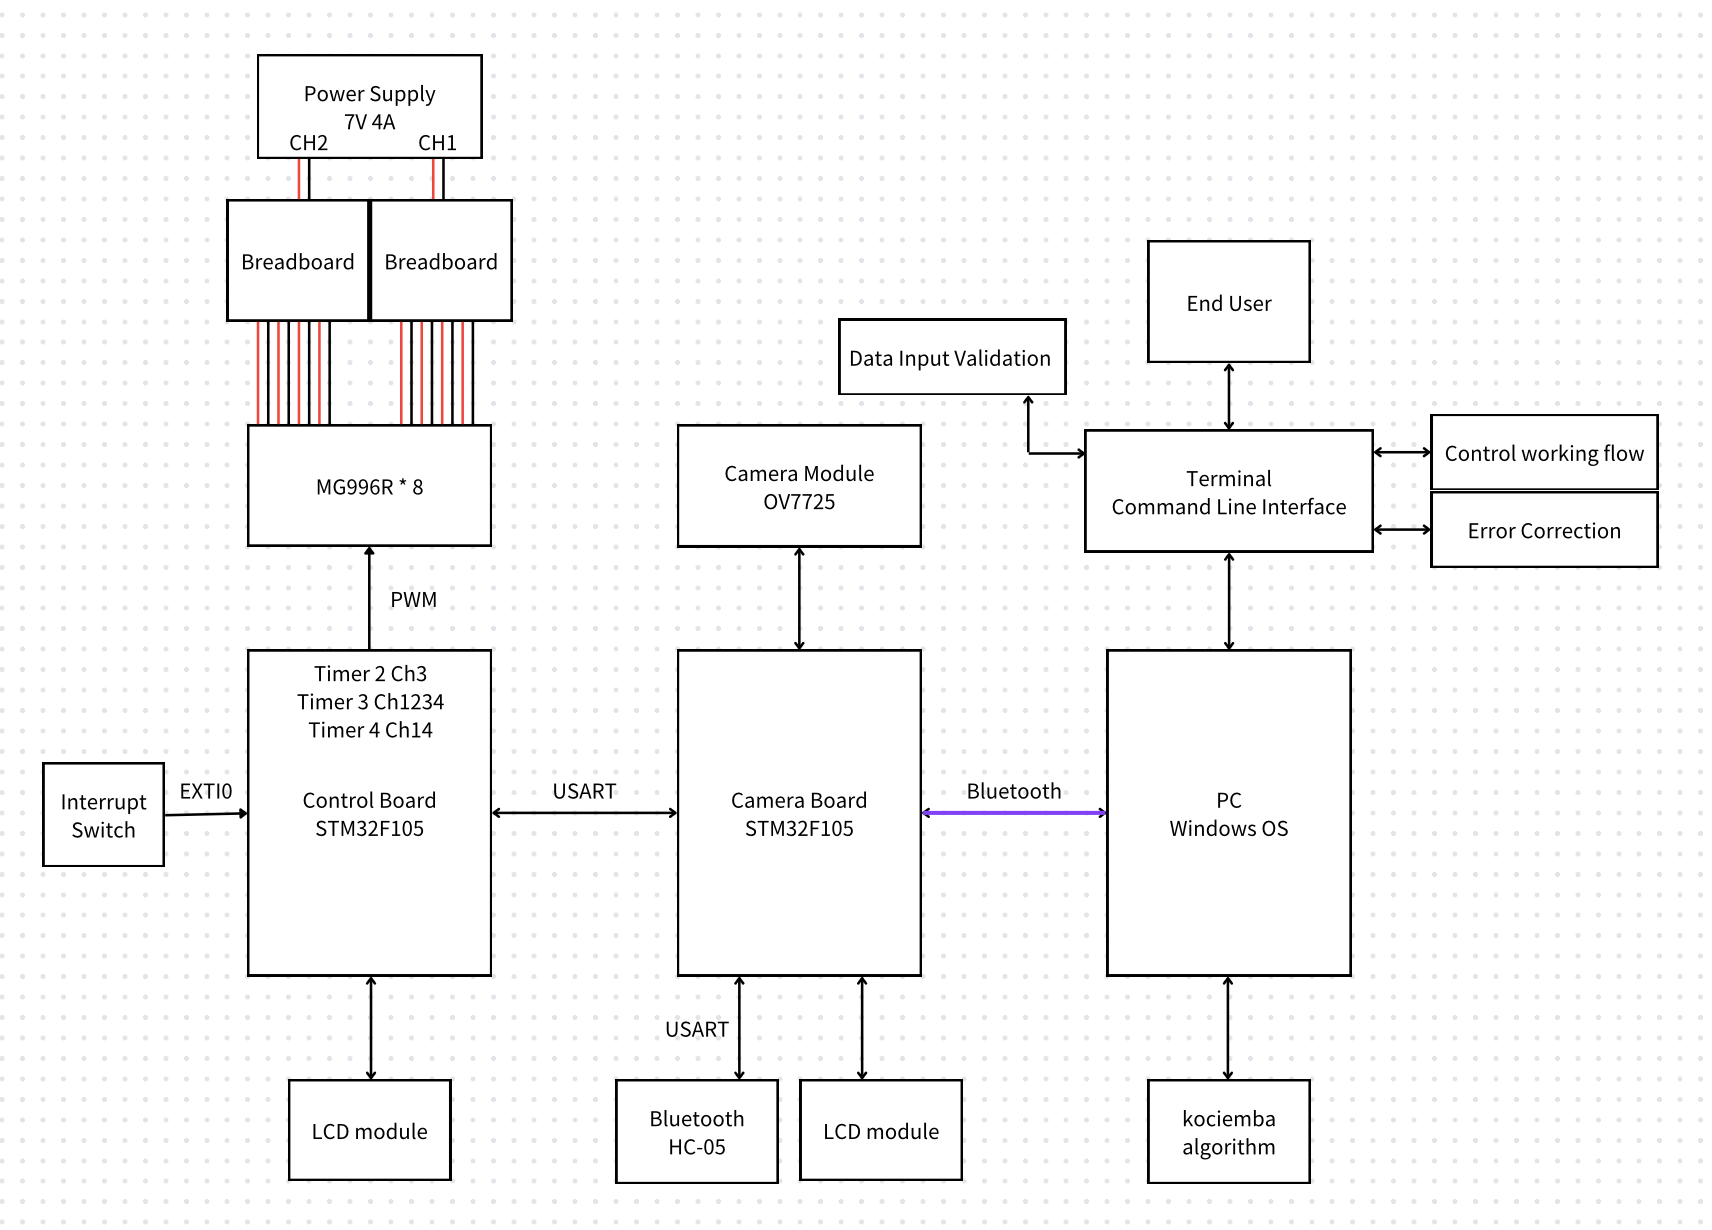 Power Supply
7V 4A
CH2
CH1
Breadboard
Breadboard
MG996R * 8
PWM
Timer 2 Ch3
Timer 3 Ch1234
Timer 4 Ch14
Control Board
STM32F105
Interrupt
Switch
EXTI0
LCD module
USART
Camera Module
OV7725
Camera Board
STM32F105
USART
Bluetooth
HC-05
LCD module
Bluetooth
End User
Data Input Validation
Terminal
Command Line Interface
Control working flow
Error Correction
PC
Windows OS
kociemba
algorithm